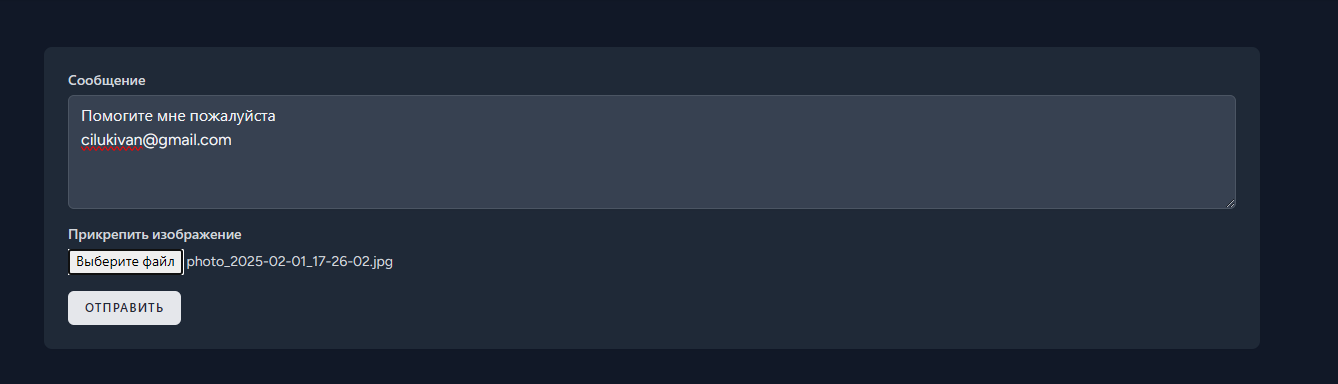 Сообщение
Помогите мне пожалуйста
cilukivan@gmail.com
Прикрепить изображение
Выберите файл photo_2025-02-01_17-26-02.jpg
ОТПРАВИТЬ